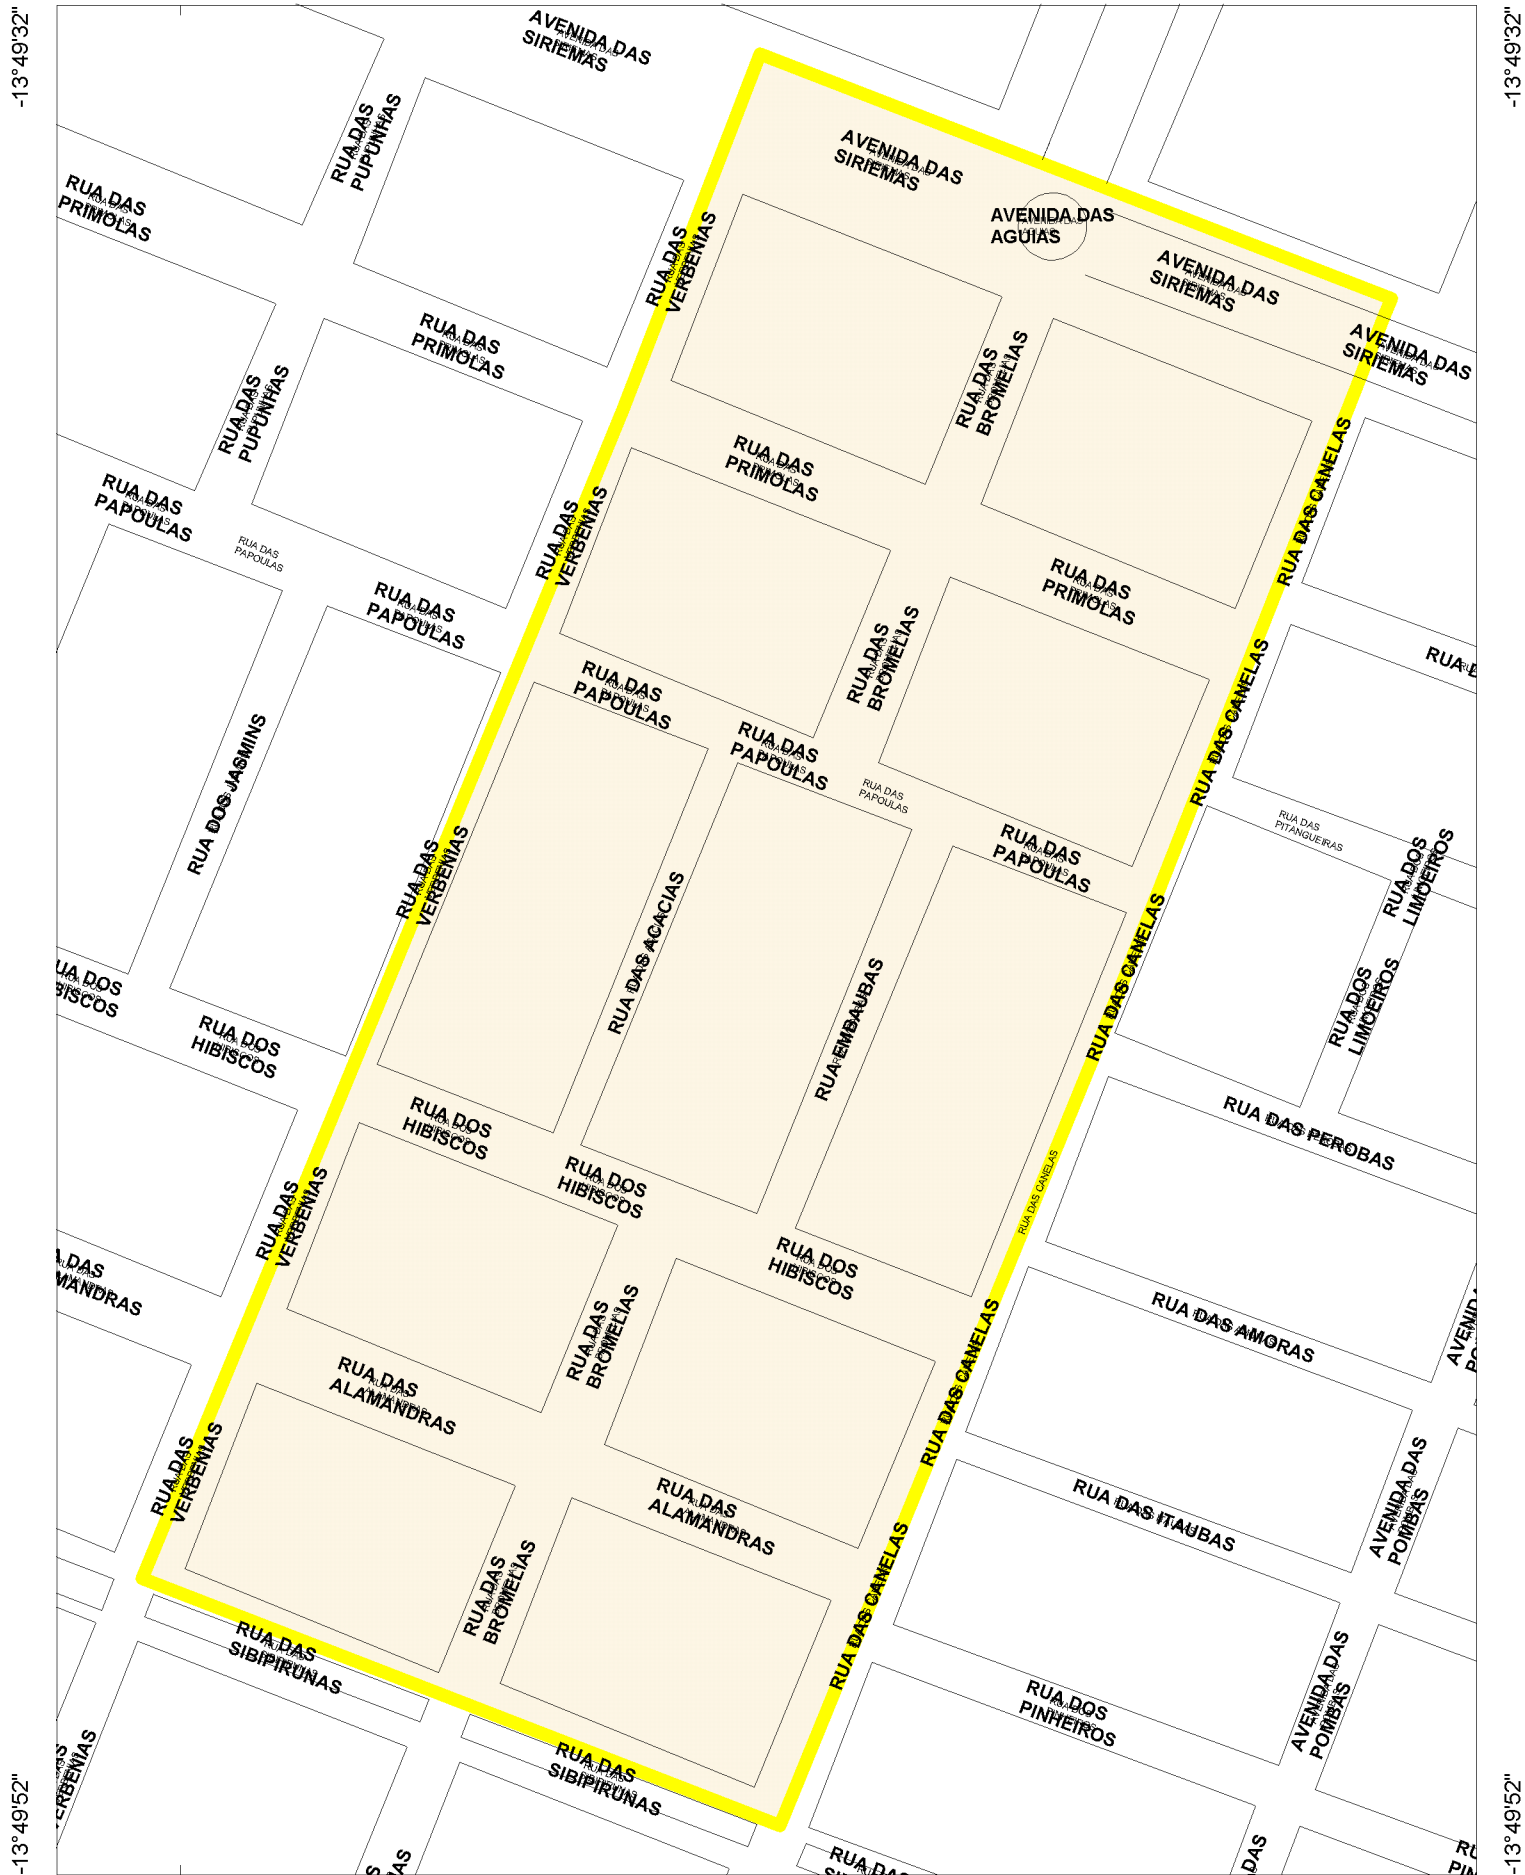 -13°49'32"
-13°49'32"
AVENIDA DAS
SIRIEMAS
RUA DAS
PUPUNHAS
AVENIDA DAS
SIRIEMAS
RUA DAS
PRIMOLAS
AVENIDA DAS
AGUIAS
RUA DAS
VERBENIAS
AVENIDA DAS
SIRIEMAS
RUA DAS
PRIMOLAS
AVENIDA DAS
SIRIEMAS
RUA DAS
BROMELIAS
RUA DAS
PUPUNHAS
RUA DAS
PRIMOLAS
RUA DAS CANELAS
RUA DAS
PAPOULAS
RUA DAS
PAPOULAS
RUA DAS
VERBENIAS
RUA DAS
PRIMOLAS
RUA DAS
PAPOULAS
RUA DAS
BROMELIAS
RUA DAS
PAPOULAS
RUA DAS CANELAS
RUA DAS
PAPOULAS
RUA DAS
PAPOULAS
RUA DOS JASMINS
RUA DAS
PITANGUEIRAS
RUA DAS
PAPOULAS
RUA DAS
VERBENIAS
RUA DOS
LIMOEIROS
RUA DAS ACACIAS
RUA DAS CANELAS
RUA DOS
LIMOEIROS
UA DOS
BISCOS
RUA EMBAUBAS
RUA DOS
HIBISCOS
RUA DOS
HIBISCOS
RUA DAS PEROBAS
RUA DOS
HIBISCOS
RUA DAS CANELAS
RUA DAS
VERBENIAS
RUA DOS
HIBISCOS
A DAS
MANDRAS
RUA DAS AMORAS
RUA DAS
BROMELIAS
RUA DAS CANELAS
RUA DAS
ALAMANDRAS
RUA DAS
VERBENIAS
AVENIDA DAS
POMBAS
RUA DAS
ALAMANDRAS
RUA DAS ITAUBAS
RUA DAS
BROMELIAS
RUA DAS CANELAS
RUA DAS
SIBIPIRUNAS
AVENIDA DAS
POMBAS
RUA DOS
PINHEIROS
RUA DAS
SIBIPIRUNAS
VERBENIAS
-13°49'52"
-13°49'52"